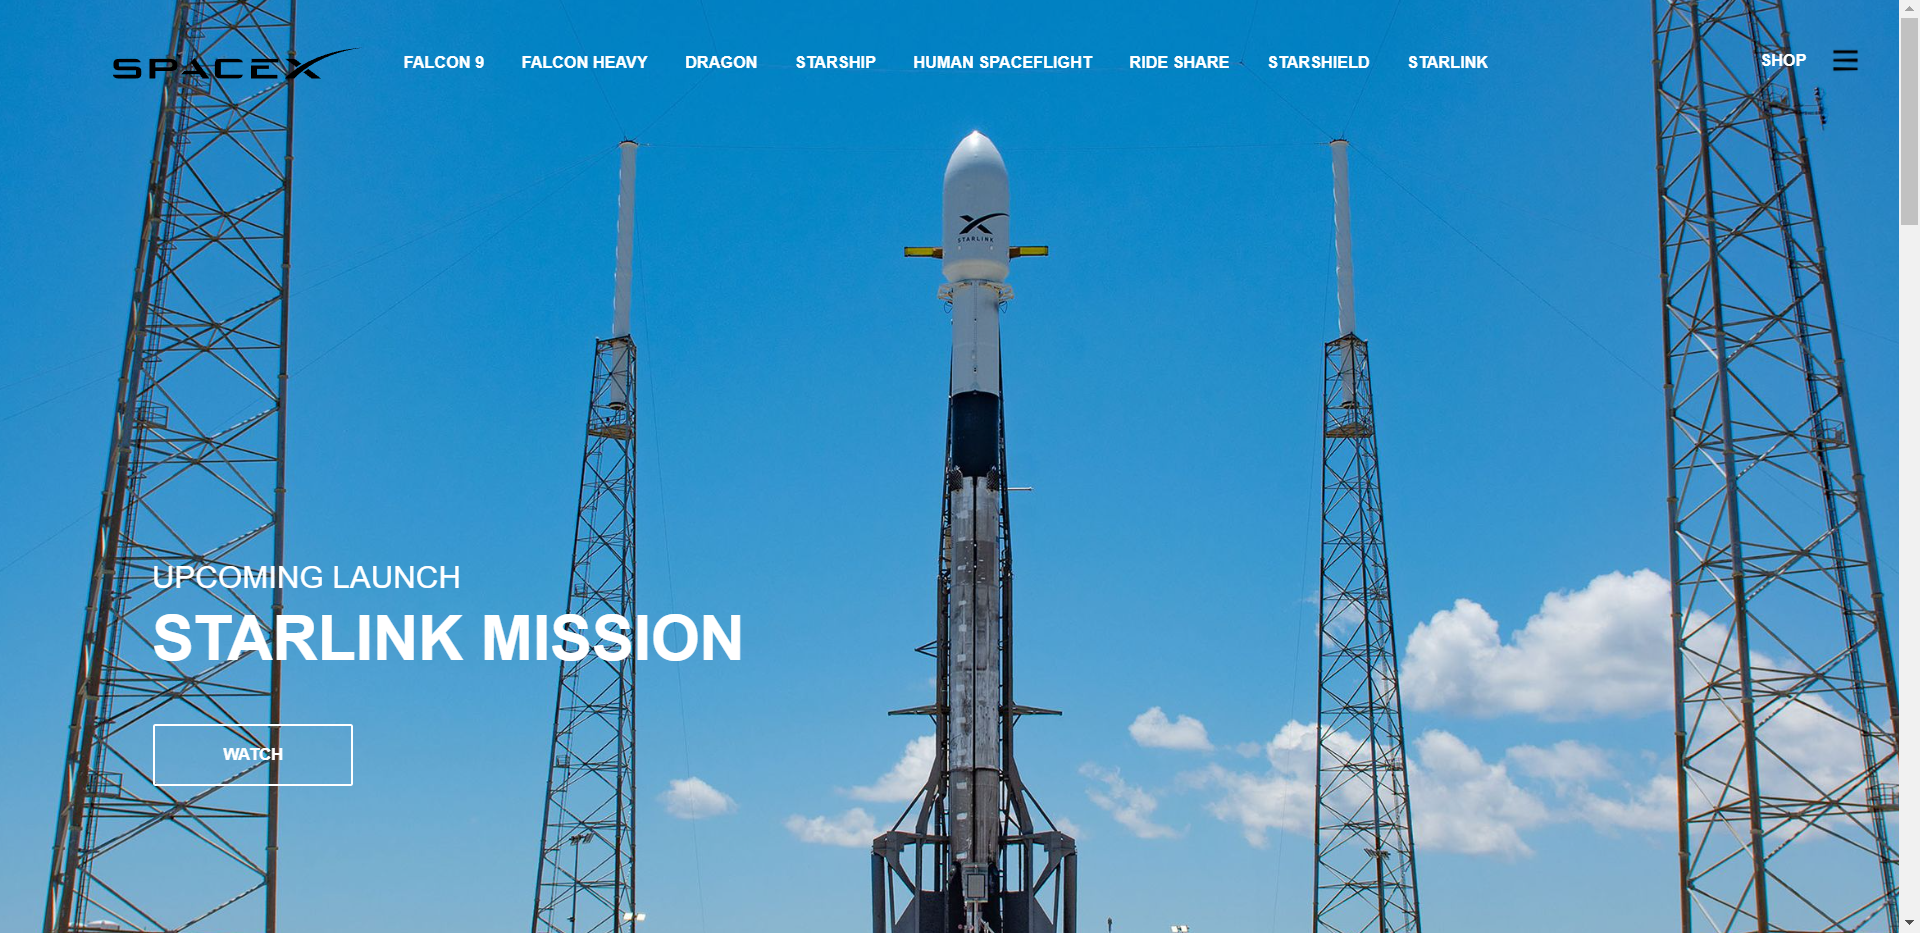 SPACEX
FALCON 9
FALCON HEAVY
DRAGON
STARSHIP
HUMAN SPACEFLIGHT
RIDE SHARE
STARSHIELD
STARLINK
SHOP
STARLINK
UPCOMING LAUNCH
STARLINK MISSION
WATCH